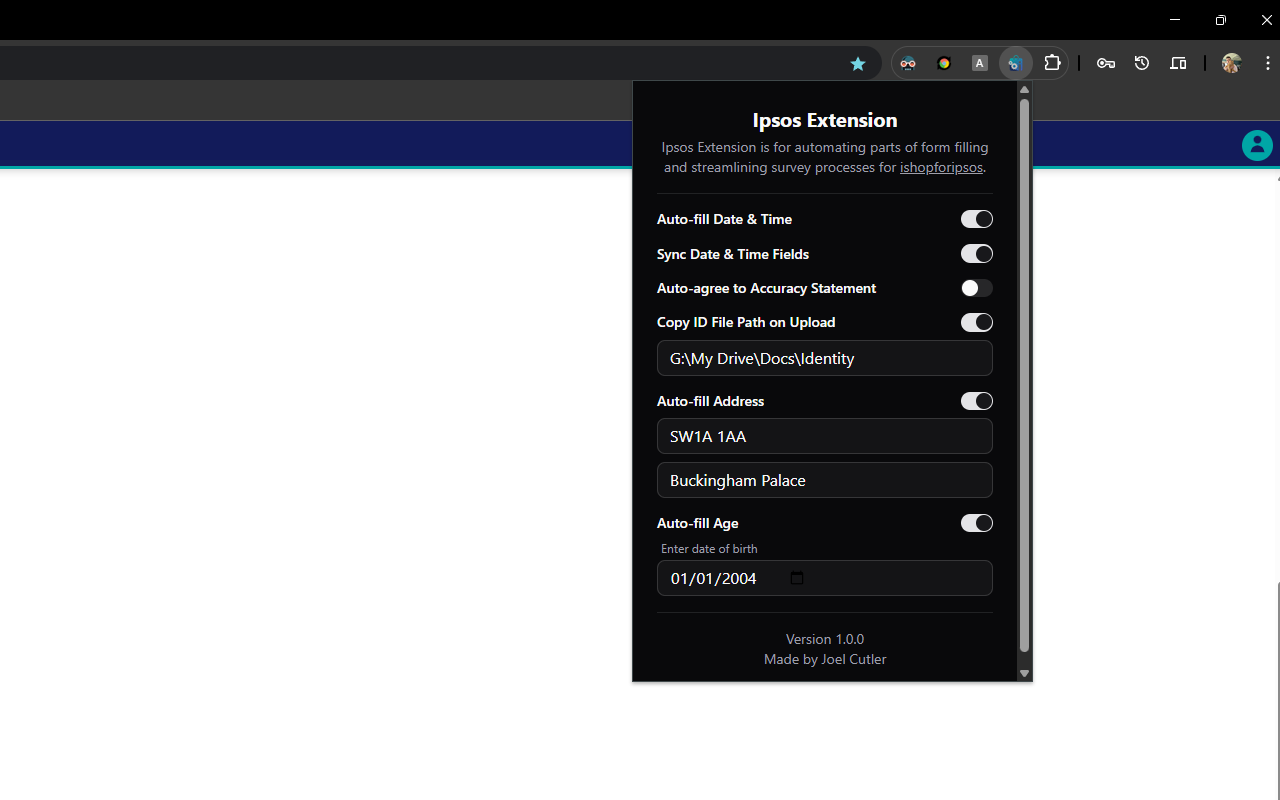 A
Ipsos Extension
Ipsos Extension is for automating parts of form filling
and streamlining survey processes for ishopforipsos.
Auto-fill Date & Time
Sync Date & Time Fields
Auto-agree to Accuracy Statement
Copy ID File Path on Upload
G:\My Drive\Docs\Identity
Auto-fill Address
SW1A 1AA
Buckingham Palace
Auto-fill Age
Enter date of birth
01/01/2004
Version 1.0.0
Made by Joel Cutler